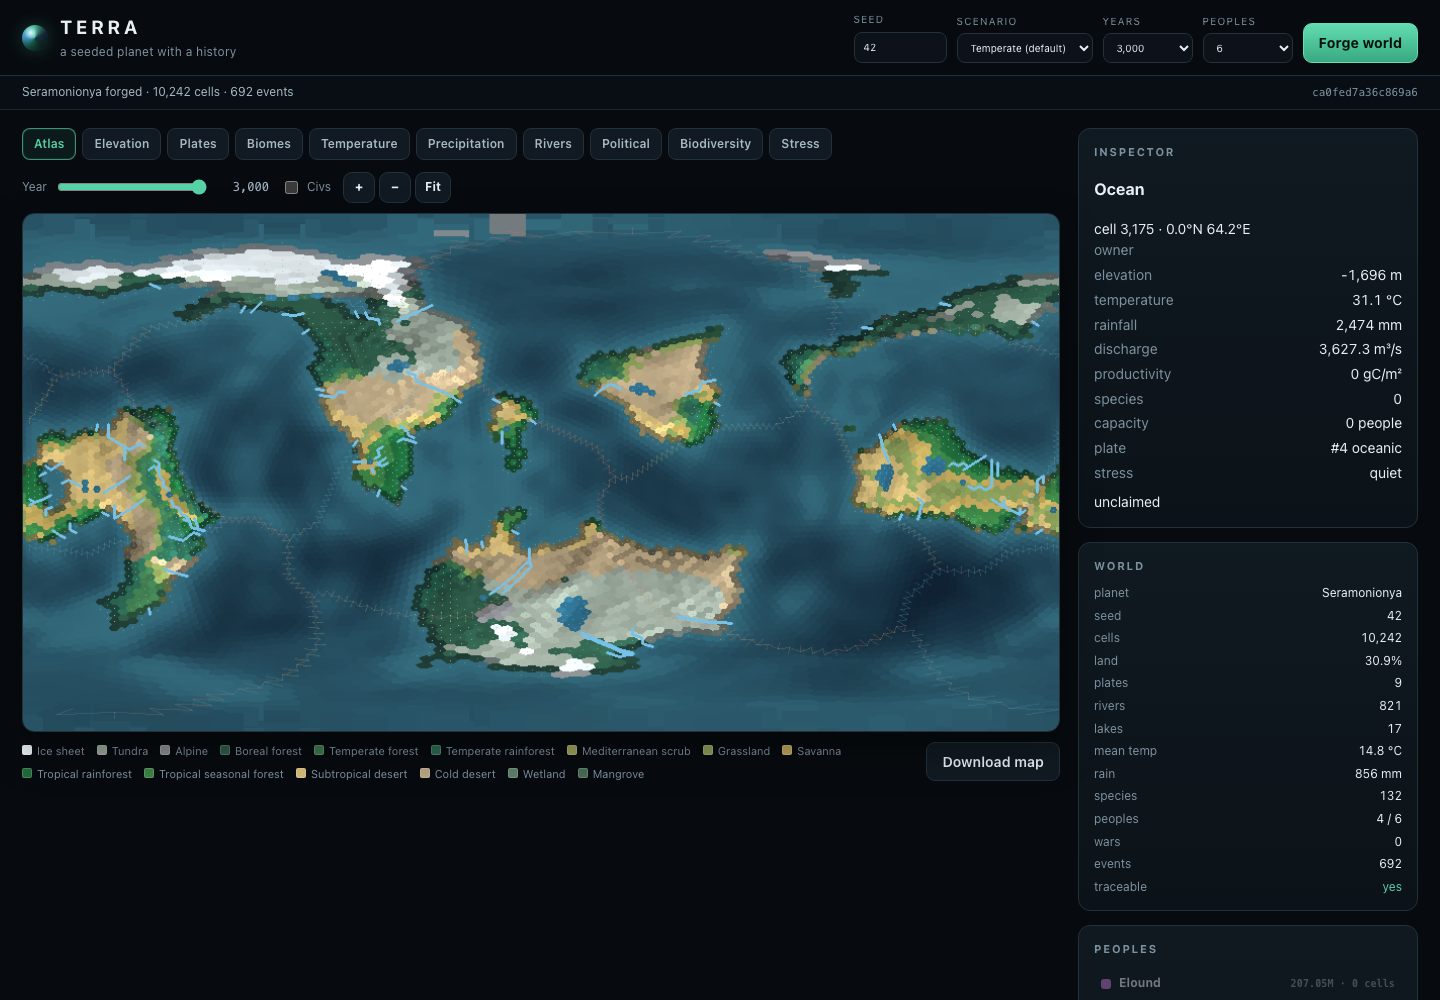 TERRA
a seeded planet with a history
SEED
42
SCENARIO
Temperate (default)
YEARS
3,000
PEOPLES
6
Forge world
Seramonionya forged · 10,242 cells · 692 events
ca0fed7a36c869a6
Atlas
Elevation
Plates
Biomes
Temperature
Precipitation
Rivers
Political
Biodiversity
Stress
Year
3,000
Civs
+
−
Fit
Ice sheet
Tundra
Alpine
Boreal forest
Temperate forest
Temperate rainforest
Mediterranean scrub
Grassland
Savanna
Tropical rainforest
Tropical seasonal forest
Subtropical desert
Cold desert
Wetland
Mangrove
Download map
INSPECTOR
Ocean
cell 3,175 · 0.0°N 64.2°E
owner
elevation -1,696 m
temperature 31.1 °C
rainfall 2,474 mm
discharge 3,627.3 m³/s
productivity 0 gC/m²
species 0
capacity 0 people
plate #4 oceanic
stress quiet
unclaimed
WORLD
planet Seramonionya
seed 42
cells 10,242
land 30.9%
plates 9
rivers 821
lakes 17
mean temp 14.8 °C
rain 856 mm
species 132
peoples 4 / 6
wars 0
events 692
traceable yes
PEOPLES
Elound 207.05M · 0 cells